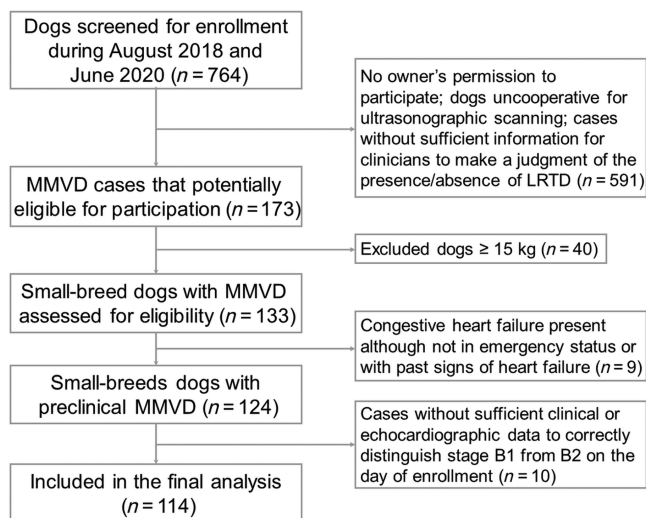 Dogs screened for enrollment
during August 2018 and
June 2020 (n = 764)
No owner's permission to
participate; dogs uncooperative for
ultrasonographic scanning; cases
without sufficient information for
clinicians to make a judgment of the
presence/absence of LRTD (n = 591)
MMVD cases that potentially
eligible for participation (n = 173)
Excluded dogs ≥ 15 kg (n = 40)
Small-breed dogs with MMVD
assessed for eligibility (n = 133)
Congestive heart failure present
although not in emergency status or
with past signs of heart failure (n = 9)
Small-breeds dogs with
preclinical MMVD (n = 124)
Cases without sufficient clinical or
echocardiographic data to correctly
distinguish stage B1 from B2 on the
day of enrollment (n = 10)
Included in the final analysis
(n = 114)